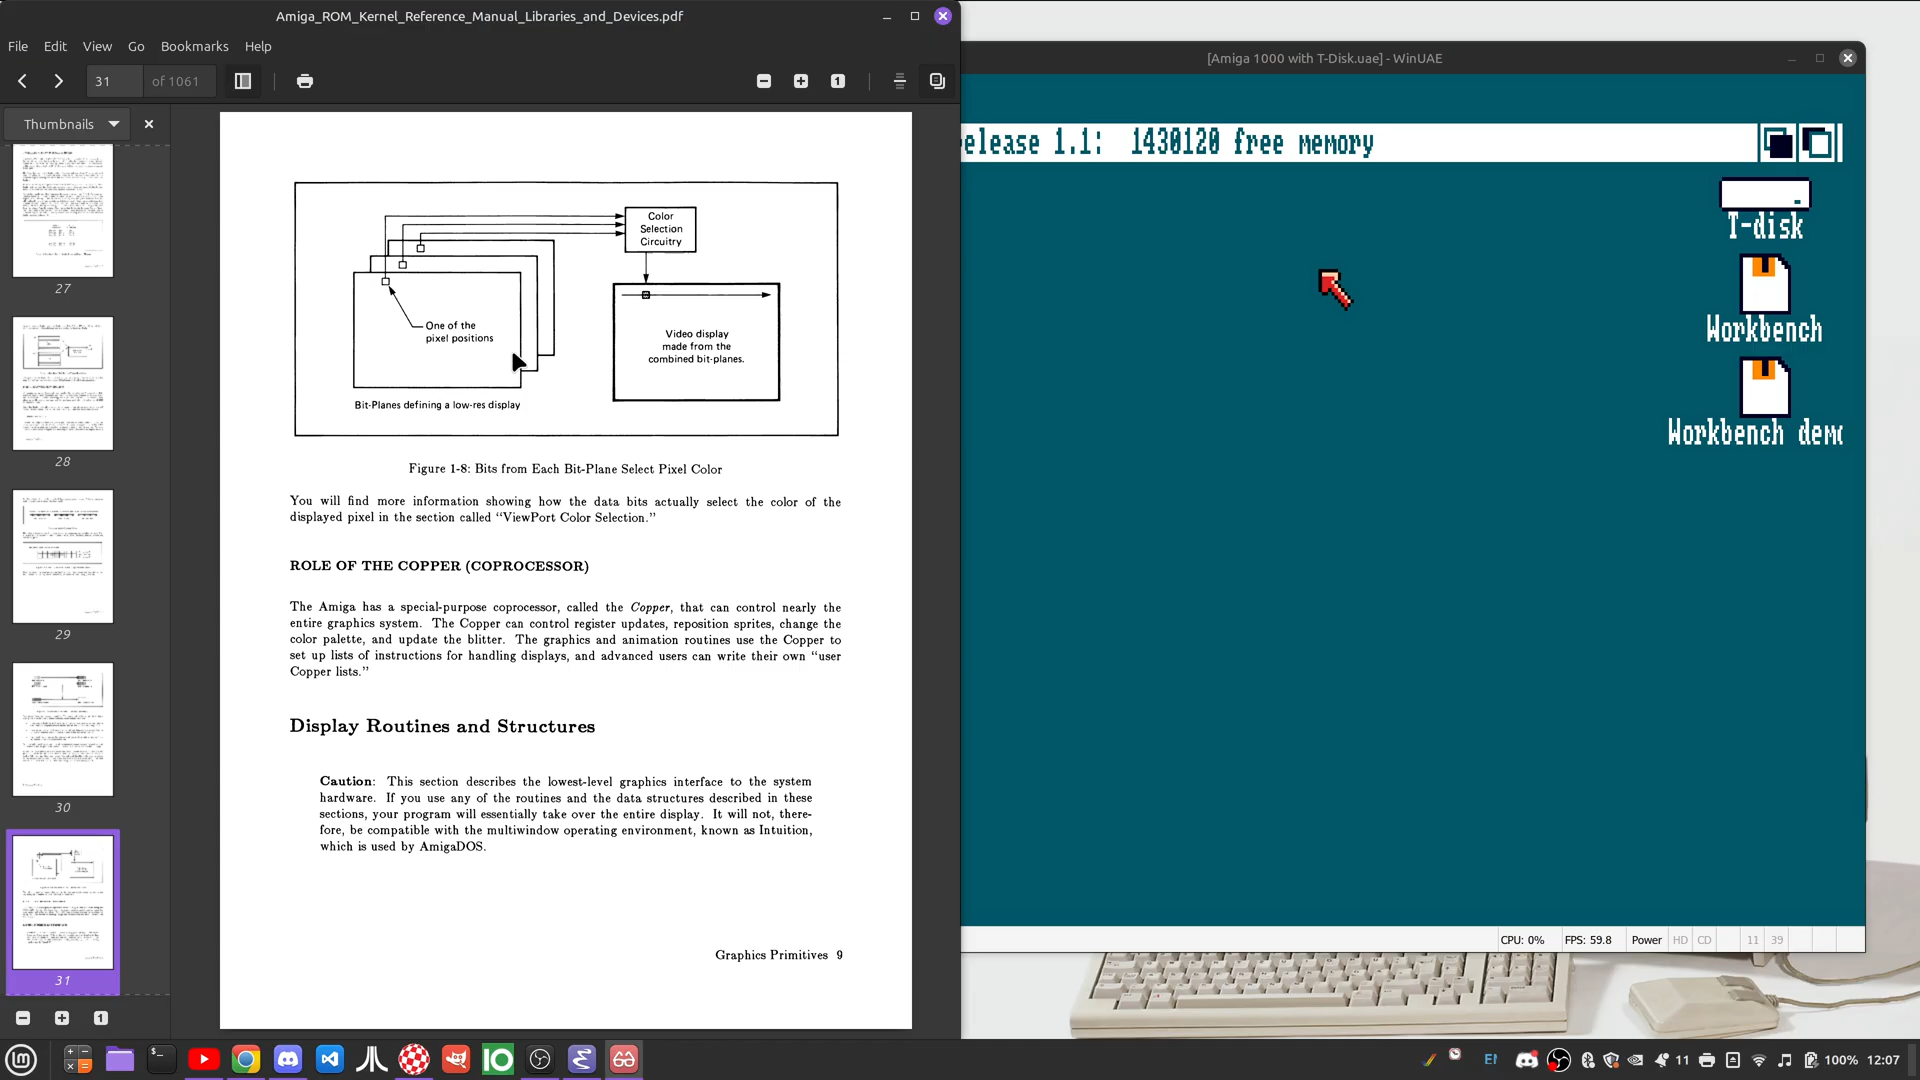 Amiga_ROM_Kernel_Reference_Manual_Libraries_and_Devices.pdf
File Edit View Go Bookmarks Help
31 of 1061
1
Thumbnails
27
28
29
30
31
1
Color
Selection
Circuitry
One of the
pixel positions
Video display
made from the
combined bit-planes.
Bit-Planes defining a low-res display
Figure 1-8: Bits from Each Bit-Plane Select Pixel Color
You will find more information showing how the data bits actually select the color of the
displayed pixel in the section called “ViewPort Color Selection.”
ROLE OF THE COPPER (COPROCESSOR)
The Amiga has a special-purpose coprocessor, called the Copper, that can control nearly the
entire graphics system. The Copper can control register updates, reposition sprites, change the
color palette, and update the blitter. The graphics and animation routines use the Copper to
set up lists of instructions for handling displays, and advanced users can write their own “user
Copper lists.”
Display Routines and Structures
Caution: This section describes the lowest-level graphics interface to the system
hardware. If you use any of the routines and the data structures described in these
sections, your program will essentially take over the entire display. It will not, there-
fore, be compatible with the multiwindow operating environment, known as Intuition,
which is used by AmigaDOS.
Graphics Primitives 9
[Amiga 1000 with T-Disk.uae] - WinUAE
elease 1.1: 1430120 free memory
T-disk
Workbench
Workbench demo
CPU: 0% FPS: 59.8 Power HD CD 11 39
11 100% 12:07